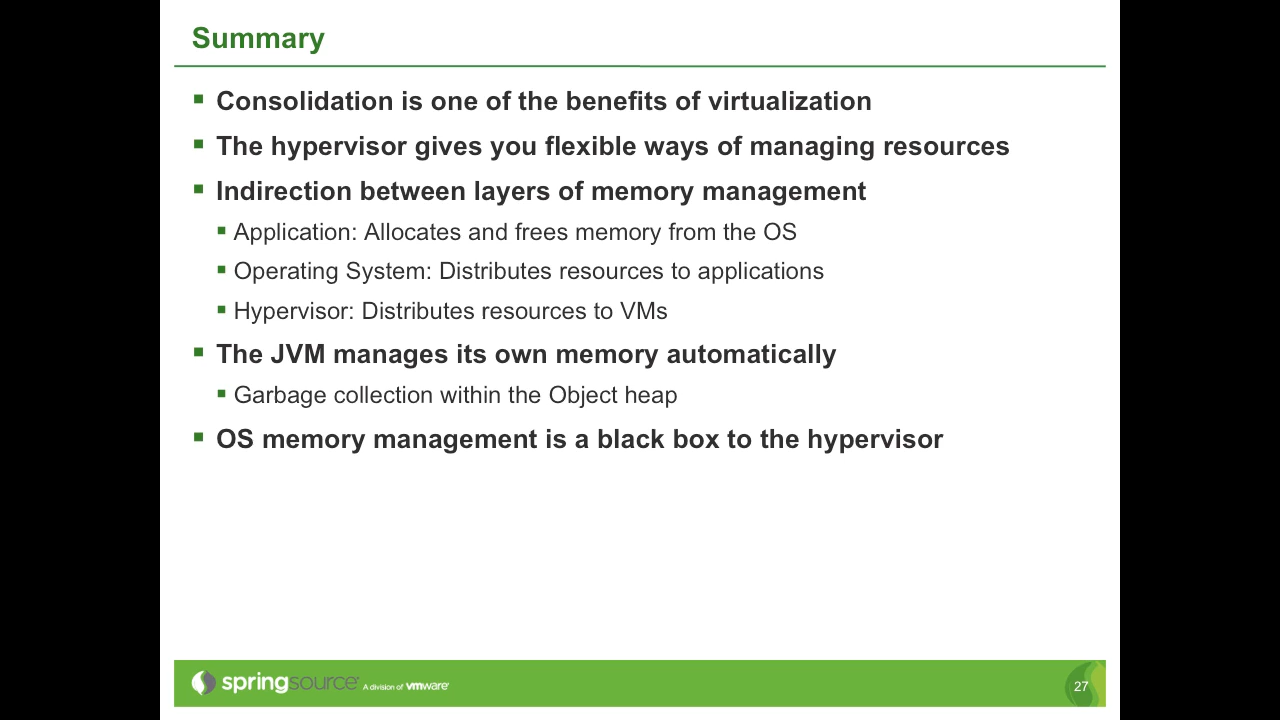 Summary
Consolidation is one of the benefits of virtualization
The hypervisor gives you flexible ways of managing resources
Indirection between layers of memory management
Application: Allocates and frees memory from the OS
Operating System: Distributes resources to applications
Hypervisor: Distributes resources to VMs
The JVM manages its own memory automatically
Garbage collection within the Object heap
OS memory management is a black box to the hypervisor
springsource A division of vmware
27